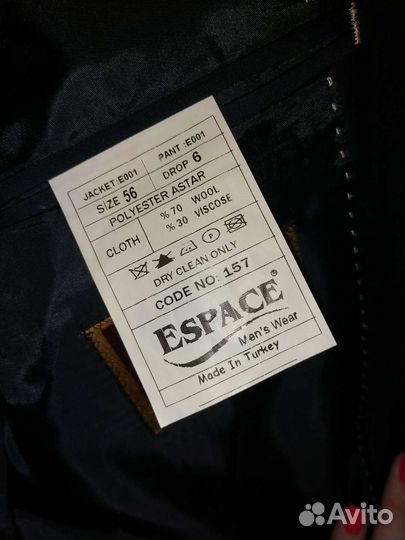 JACKET:E001 PANT :E001
SIZE 56 DROP 6
POLYESTER ASTAR
CLOTH %70 WOOL
%30 VISCOSE
P
DRY CLEAN ONLY
CODE NO: 157
ESPACE
Men's Wear
Made In Turkey
Avito